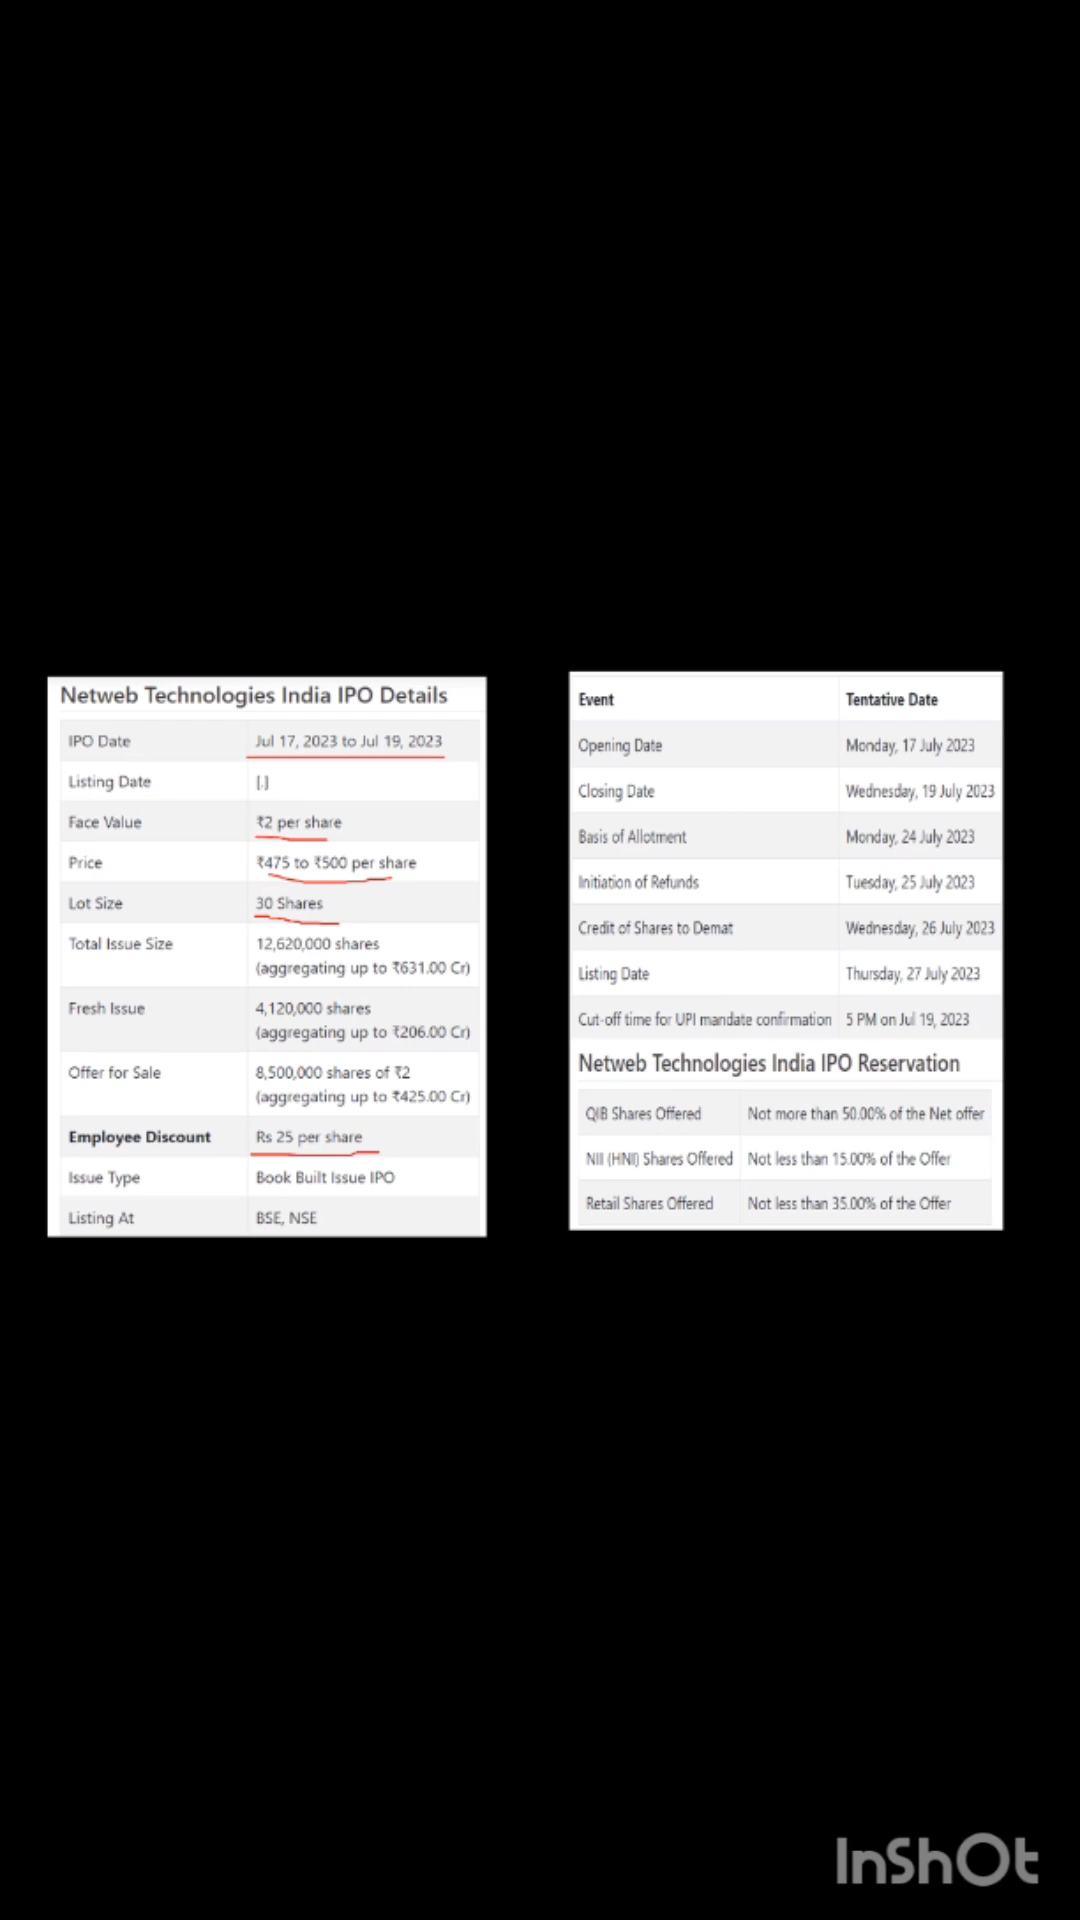 Netweb Technologies India IPO Details
IPO Date Jul 17, 2023 to Jul 19, 2023
Listing Date [.]
Face Value ₹2 per share
Price ₹475 to ₹500 per share
Lot Size 30 Shares
Total Issue Size 12,620,000 shares
(aggregating up to ₹631.00 Cr)
Fresh Issue 4,120,000 shares
(aggregating up to ₹206.00 Cr)
Offer for Sale 8,500,000 shares of ₹2
(aggregating up to ₹425.00 Cr)
Employee Discount Rs 25 per share
Issue Type Book Built Issue IPO
Listing At BSE, NSE
Event Tentative Date
Opening Date Monday, 17 July 2023
Closing Date Wednesday, 19 July 2023
Basis of Allotment Monday, 24 July 2023
Initiation of Refunds Tuesday, 25 July 2023
Credit of Shares to Demat Wednesday, 26 July 2023
Listing Date Thursday, 27 July 2023
Cut-off time for UPI mandate confirmation 5 PM on Jul 19, 2023
Netweb Technologies India IPO Reservation
QIB Shares Offered Not more than 50.00% of the Net offer
NII (HNI) Shares Offered Not less than 15.00% of the Offer
Retail Shares Offered Not less than 35.00% of the Offer
InShOt